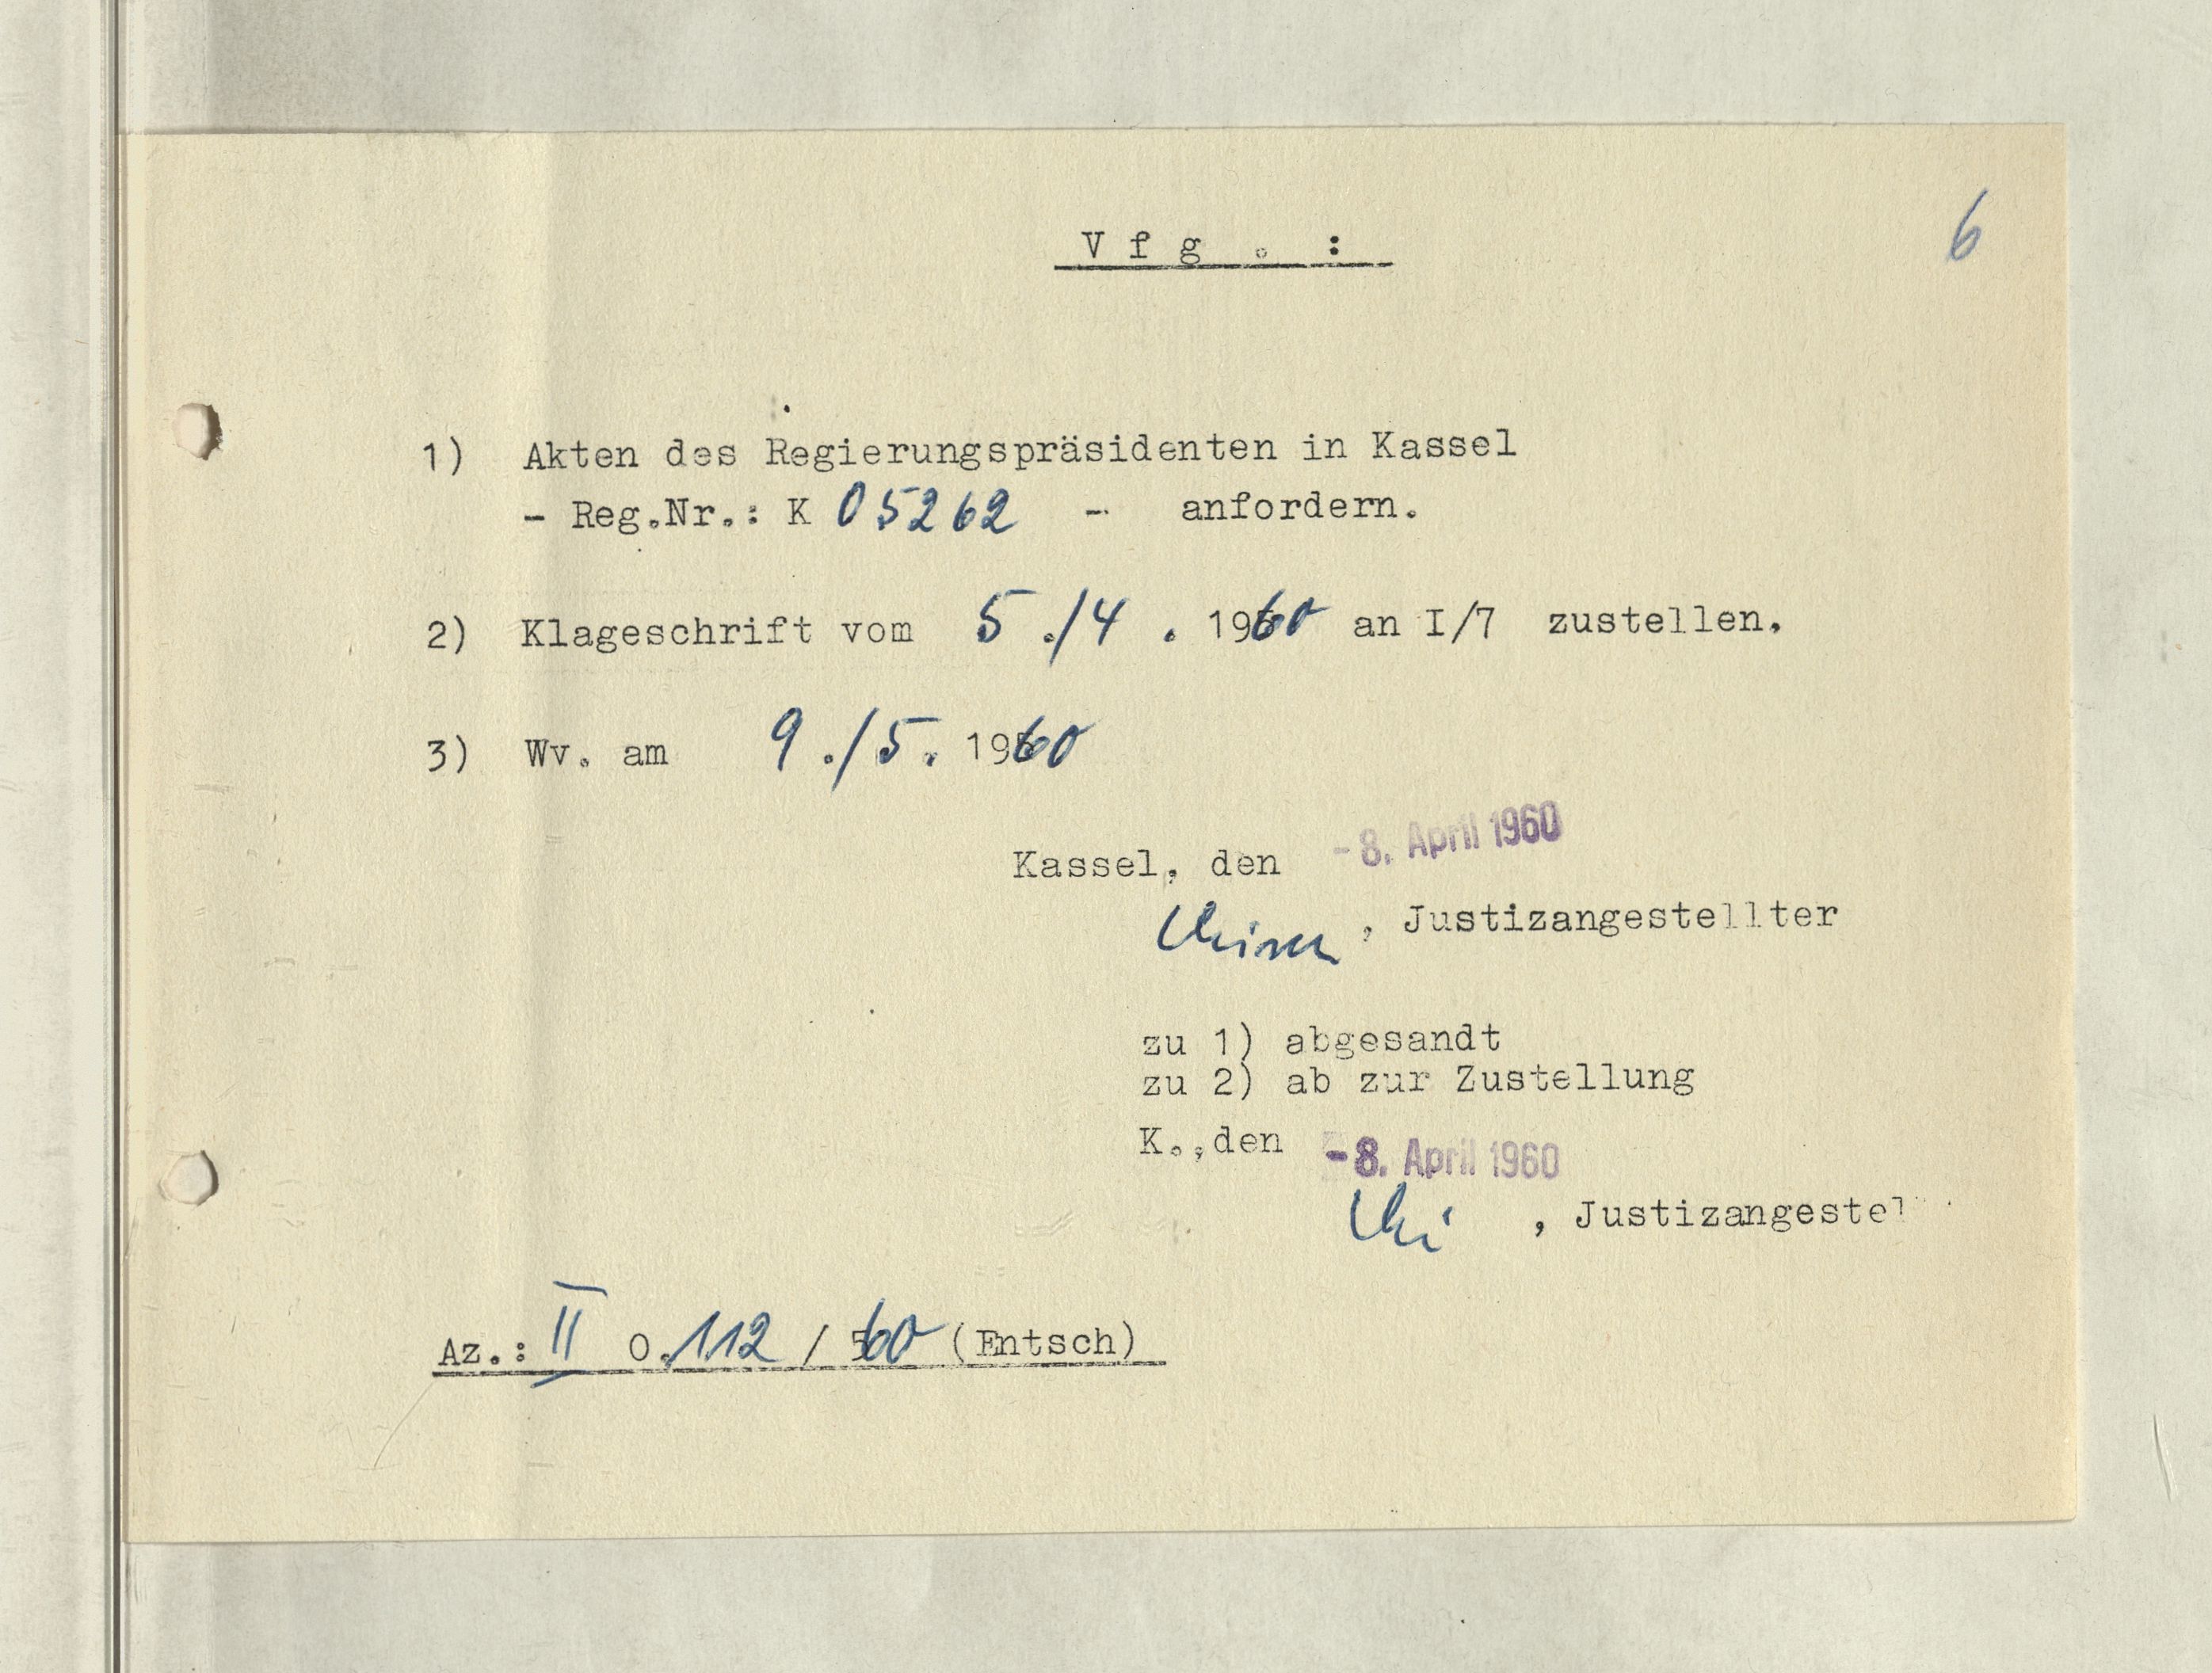 6
V f g . :
1) Akten des Regierungspräsidenten in Kassel
- Reg.Nr.: K 05262 - anfordern.
2) Klageschrift vom 5./4. 1960 an I/7 zustellen.
3) Wv. am 9./5. 1960
Kassel, den -8. April 1960
, Justizangestellter
zu 1) abgesandt
zu 2) ab zur Zustellung
K.,den -8. April 1960
, Justizangestel
Az.: II O.112 / 60 (Entsch)